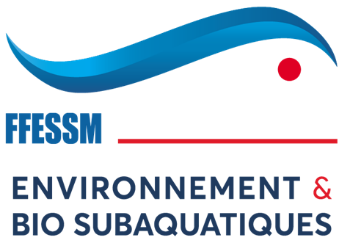 FFESSM
ENVIRONNEMENT &
BIO SUBAQUATIQUES